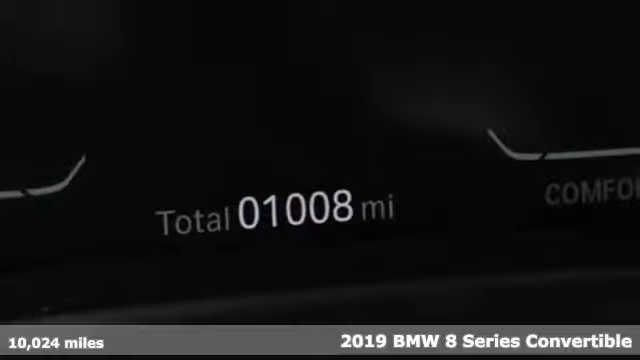 COMFO
Total 01008 mi
10,024 miles
2019 BMW 8 Series Convertible